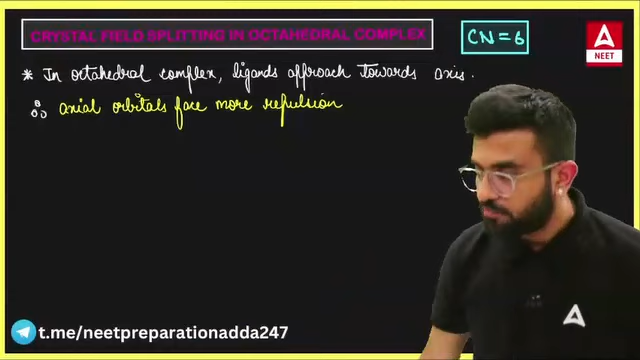 CRYSTAL FIELD SPLITTING IN OCTAHEDRAL COMPLEX
CN = 6
A
NEET
* In octahedral complex, ligands approach towards axis.
∴ axial orbitals face more repulsion
A
t.me/neetpreparationadda247